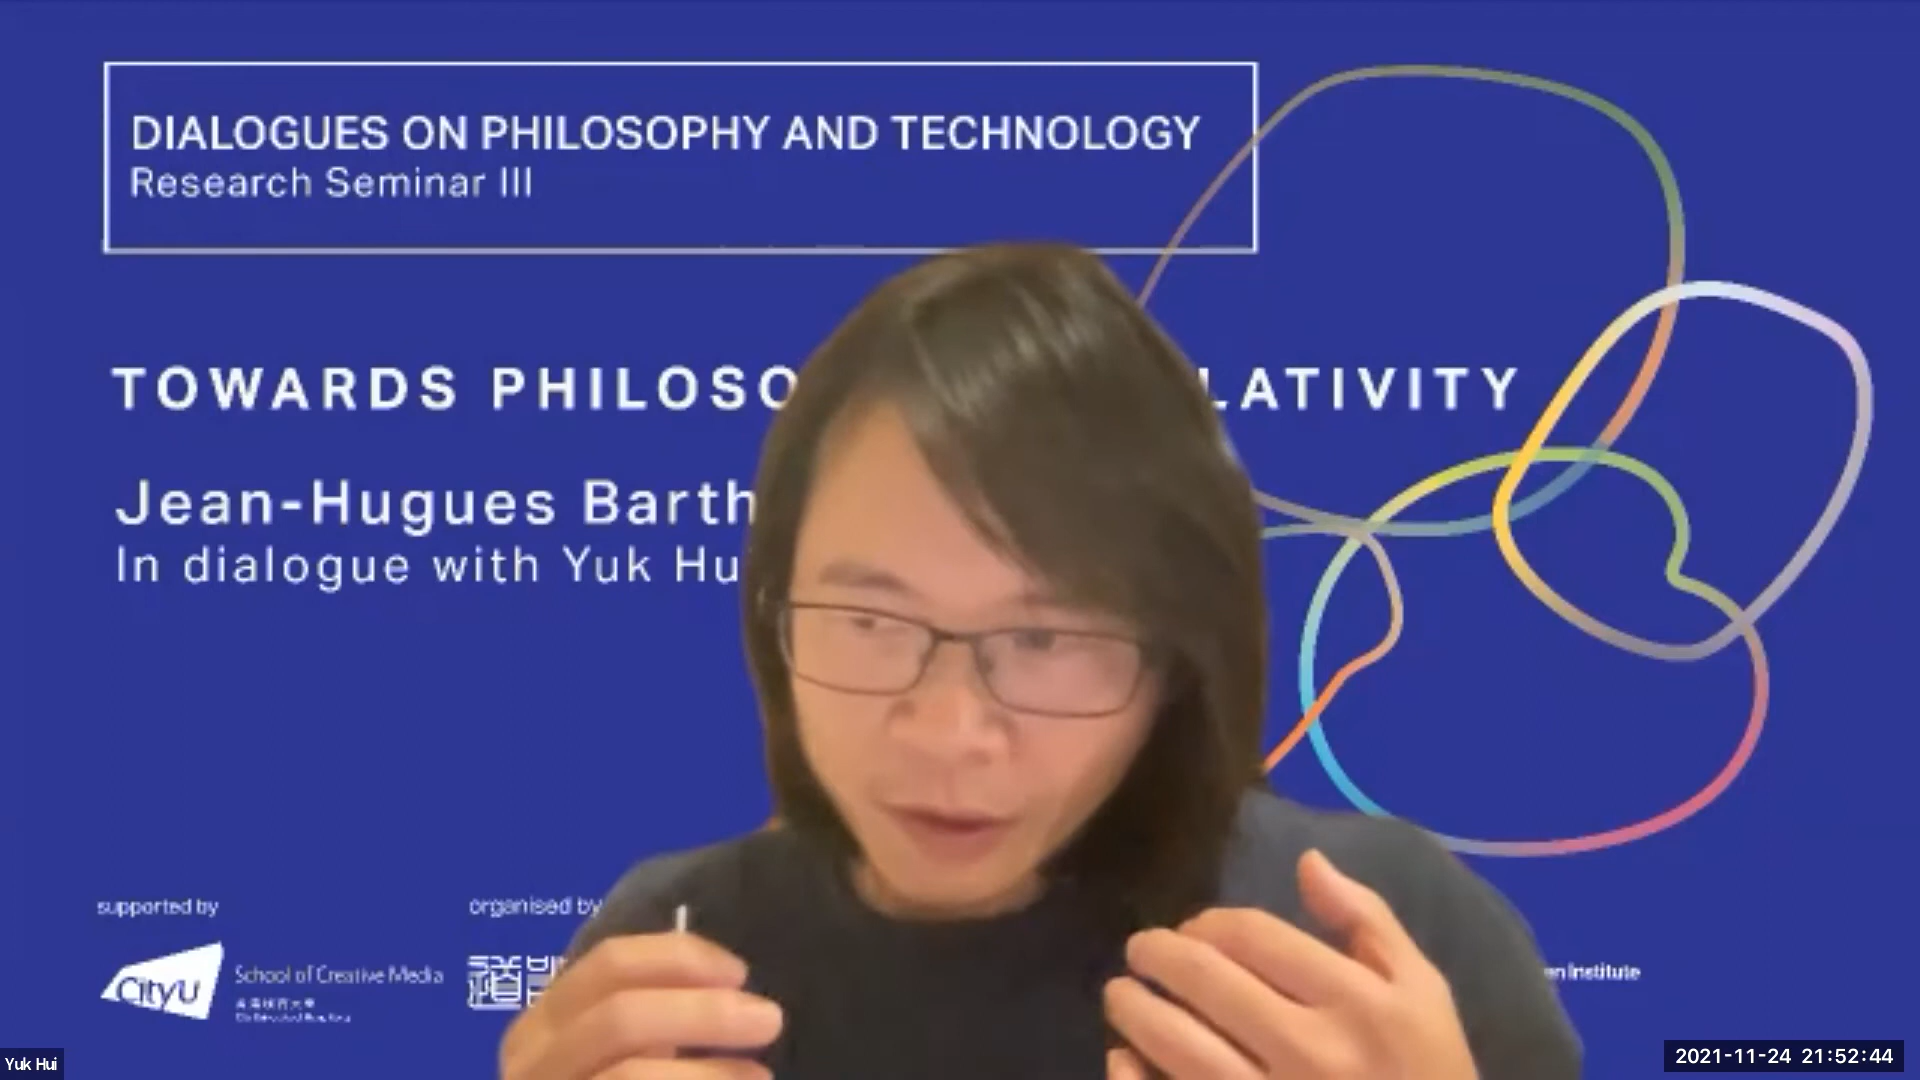 DIALOGUES ON PHILOSOPHY AND TECHNOLOGY
Research Seminar III
TOWARDS PHILOSO LATIVITY
Jean-Hugues Barth
In dialogue with Yuk Hu
supported by
organised by
CityU
School of Creative Media
en Institute
Yuk Hui
2021-11-24 21:52:44